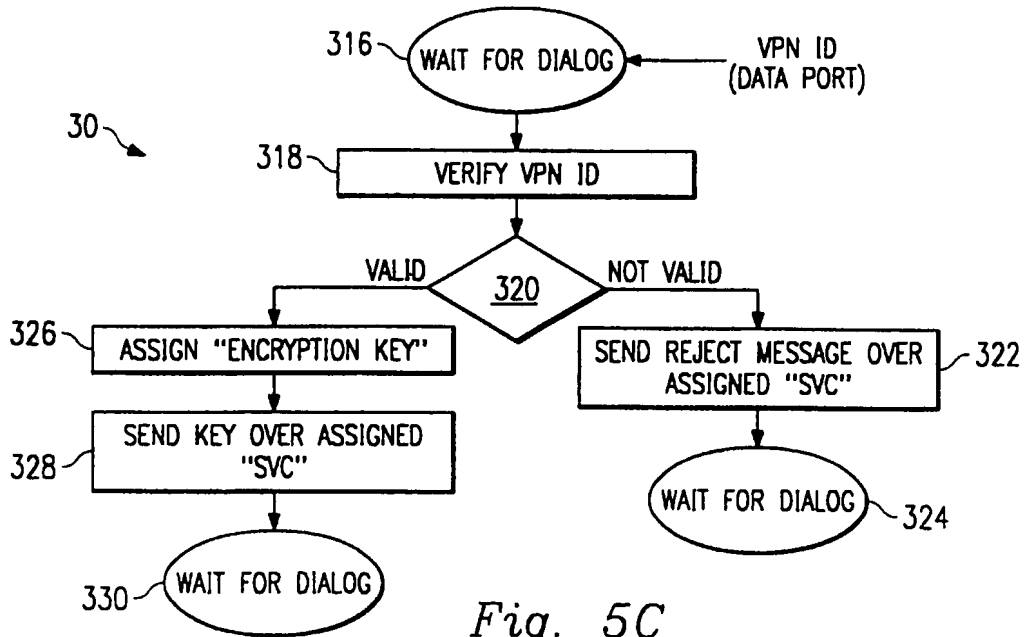 316
WAIT FOR DIALOG
VPN ID
(DATA PORT)
30
318
VERIFY VPN ID
VALID
320
NOT VALID
326
ASSIGN "ENCRYPTION KEY"
SEND REJECT MESSAGE OVER
ASSIGNED "SVC"
322
328
SEND KEY OVER ASSIGNED
"SVC"
WAIT FOR DIALOG
324
330
WAIT FOR DIALOG
Fig. 5C